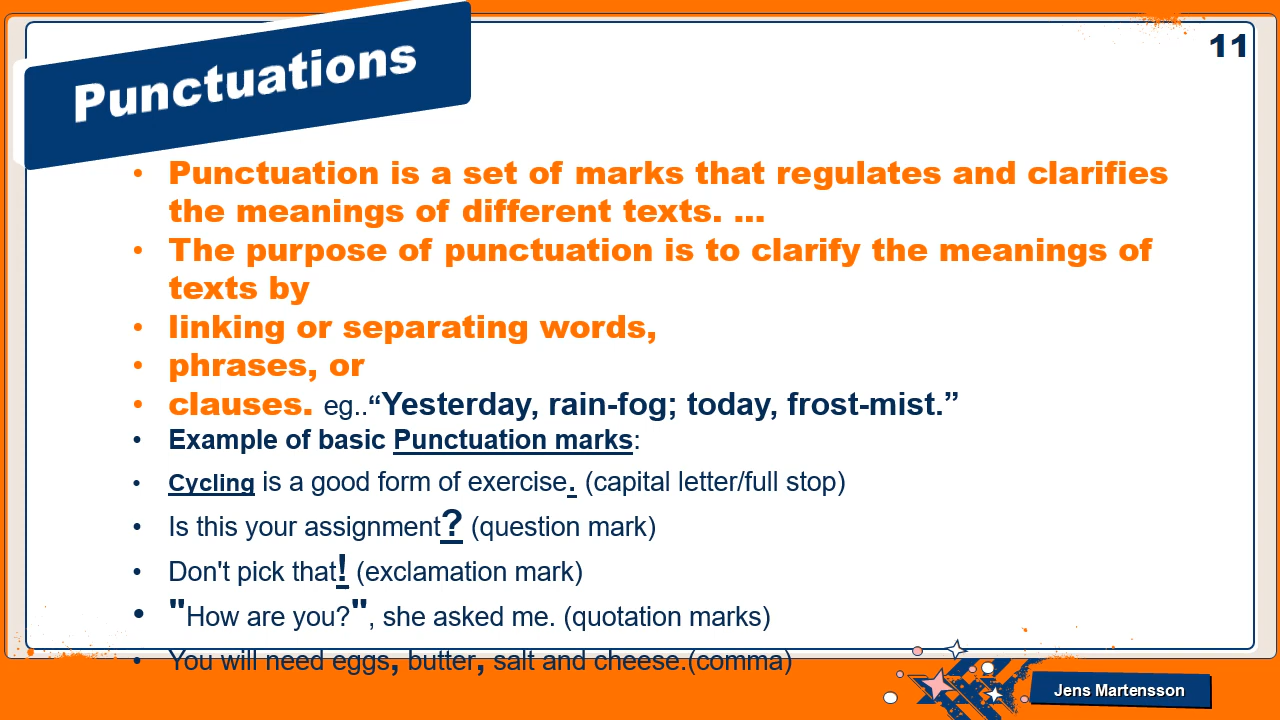 Punctuations
11
• Punctuation is a set of marks that regulates and clarifies
the meanings of different texts. ...
• The purpose of punctuation is to clarify the meanings of
texts by
• linking or separating words,
• phrases, or
• clauses. eg..“Yesterday, rain-fog; today, frost-mist.”
• Example of basic Punctuation marks:
• Cycling is a good form of exercise. (capital letter/full stop)
• Is this your assignment? (question mark)
• Don't pick that! (exclamation mark)
• "How are you?", she asked me. (quotation marks)
• You will need eggs, butter, salt and cheese.(comma)
Jens Martensson